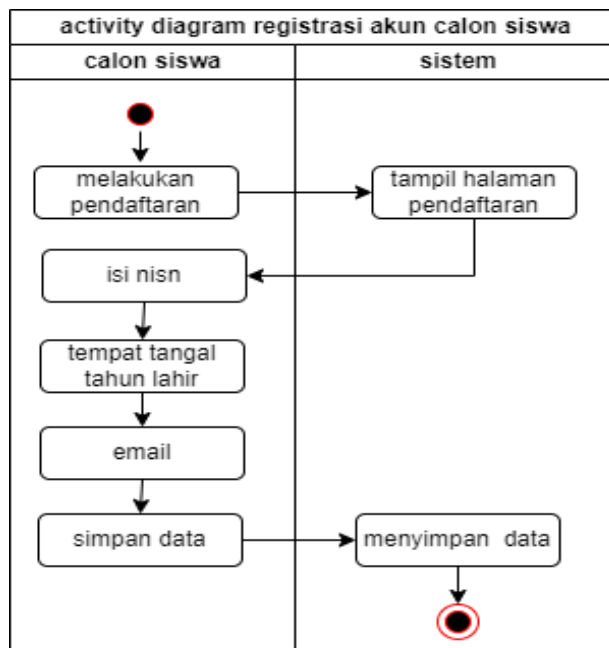 activity diagram registrasi akun calon siswa
calon siswa
sistem
melakukan
pendaftaran
tampil halaman
pendaftaran
isi nisn
tempat tangal
tahun lahir
email
simpan data
menyimpan data